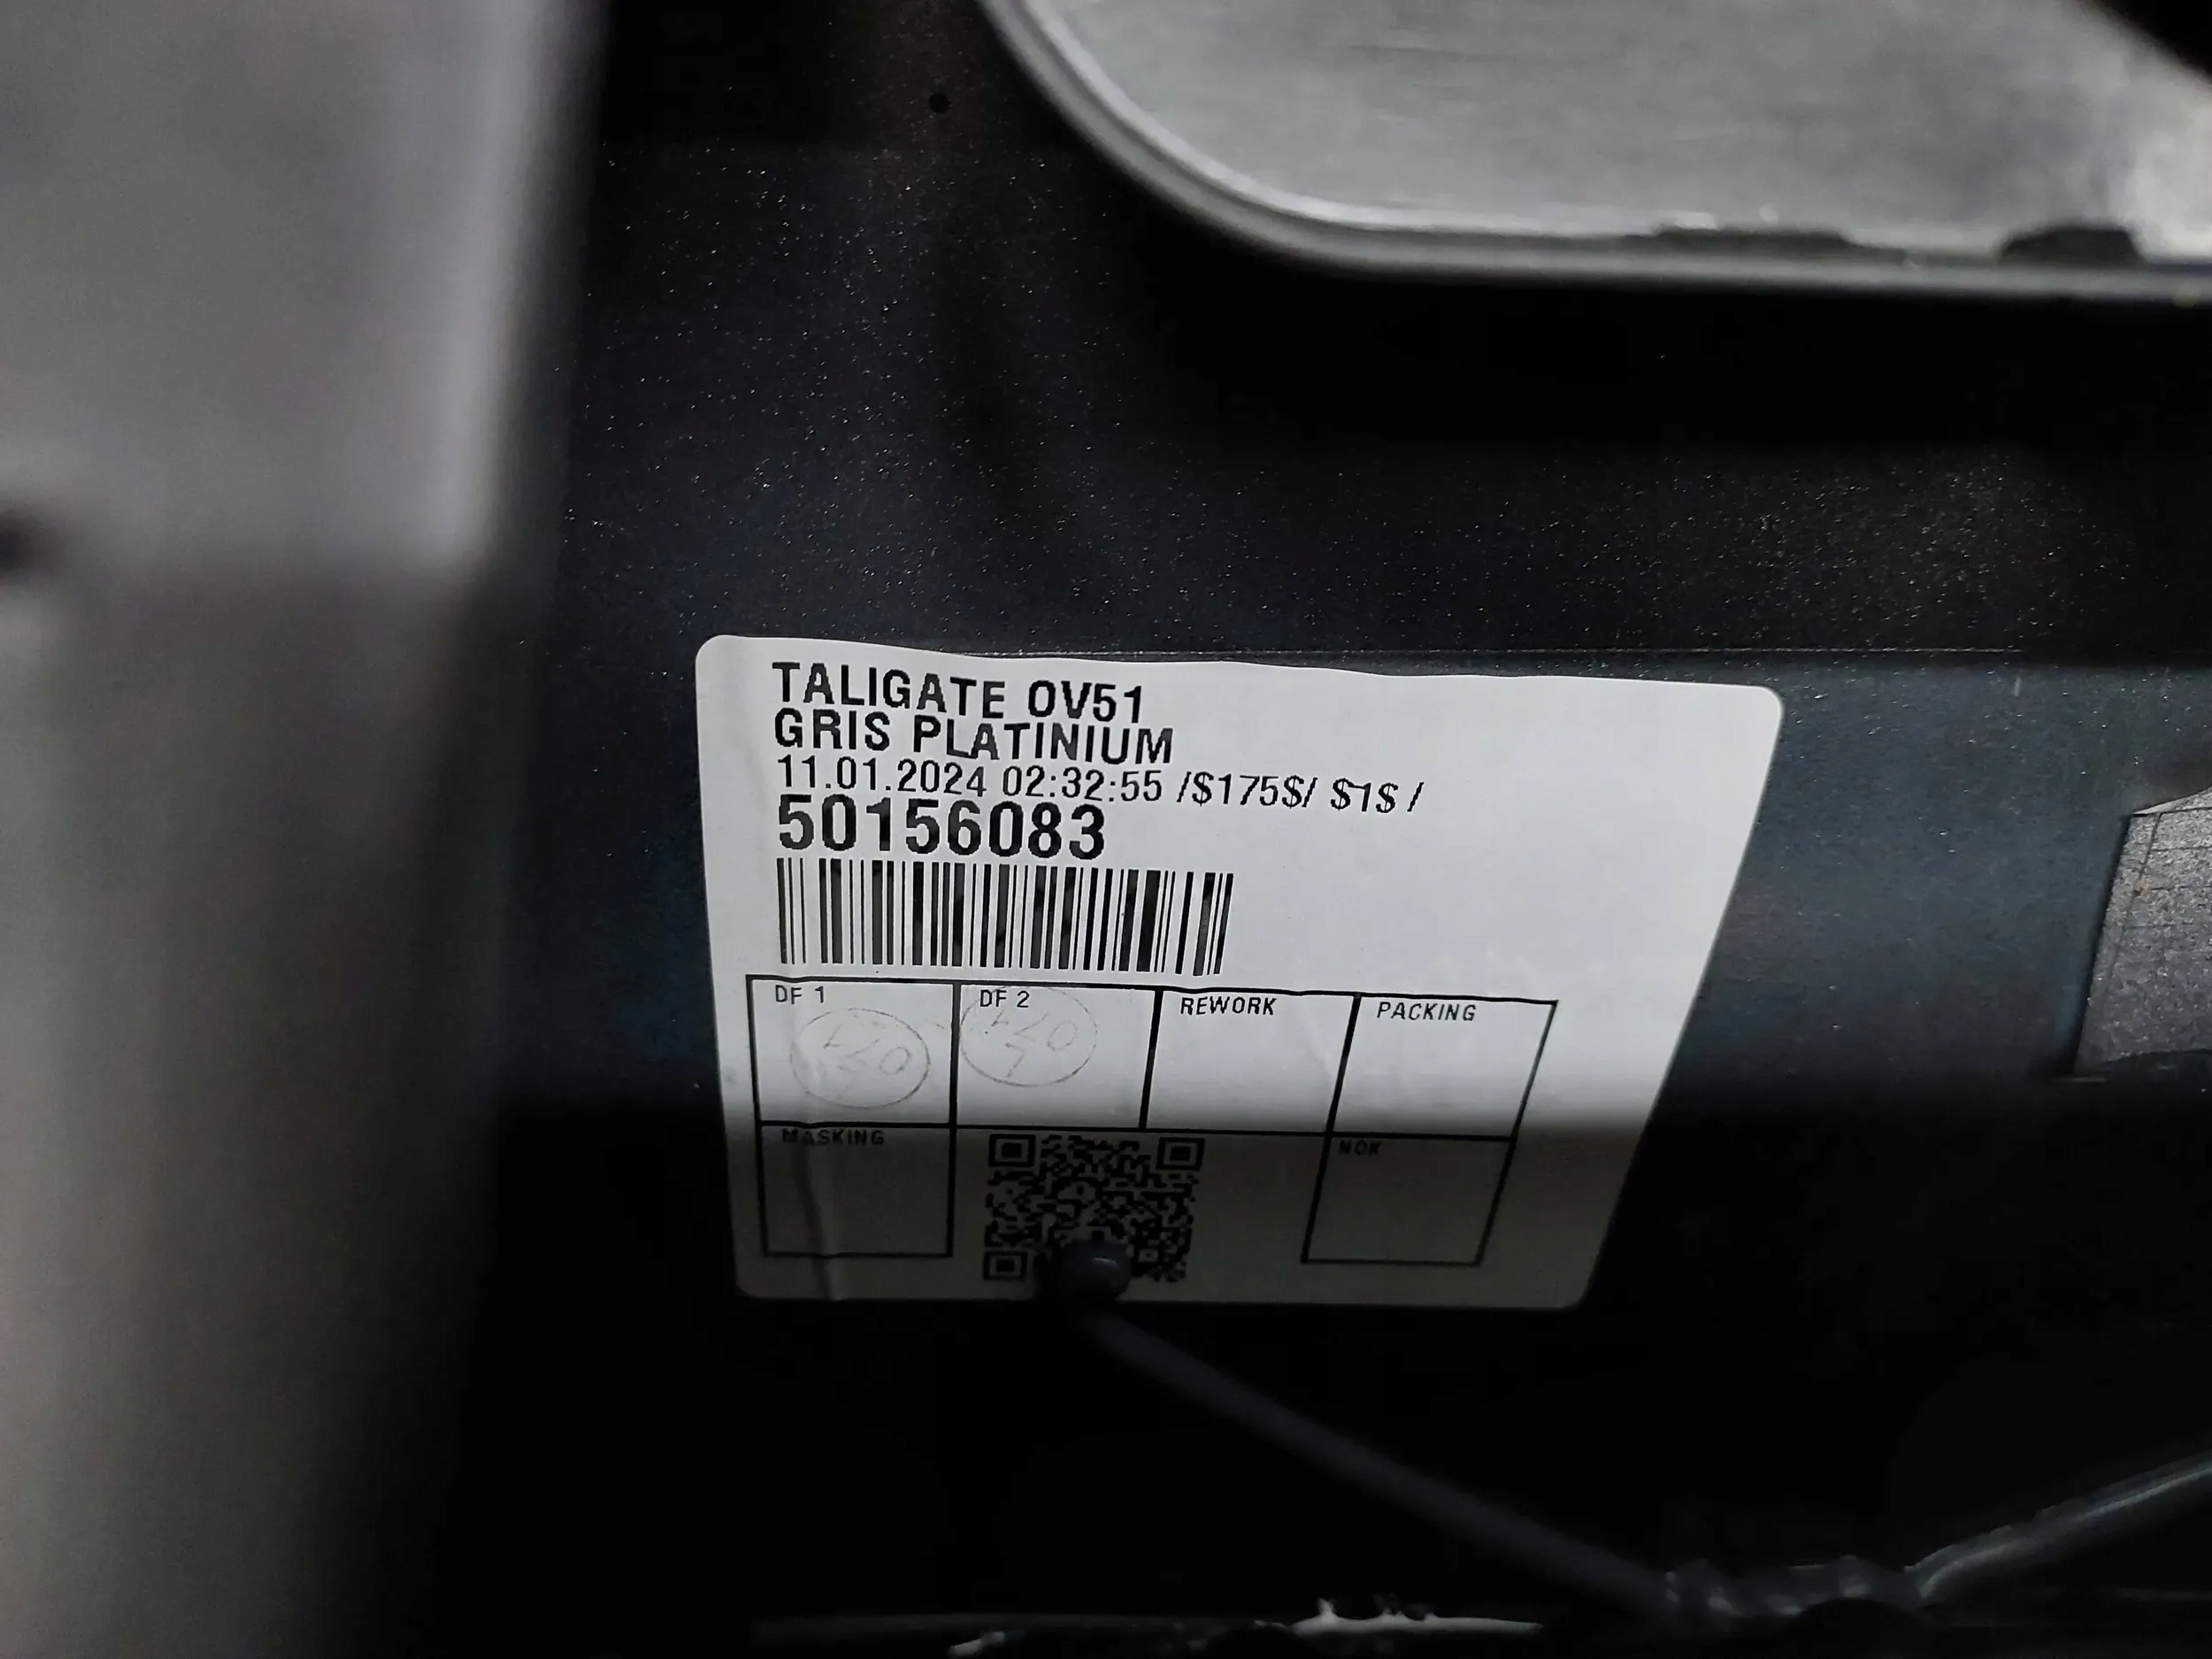 TALIGATE OV51
GRIS PLATINIUM
11.01.2024 02:32:55 /$175$/ $1$ /
50156083
DF 1
DF 2
REWORK
PACKING
MASKING
NOK